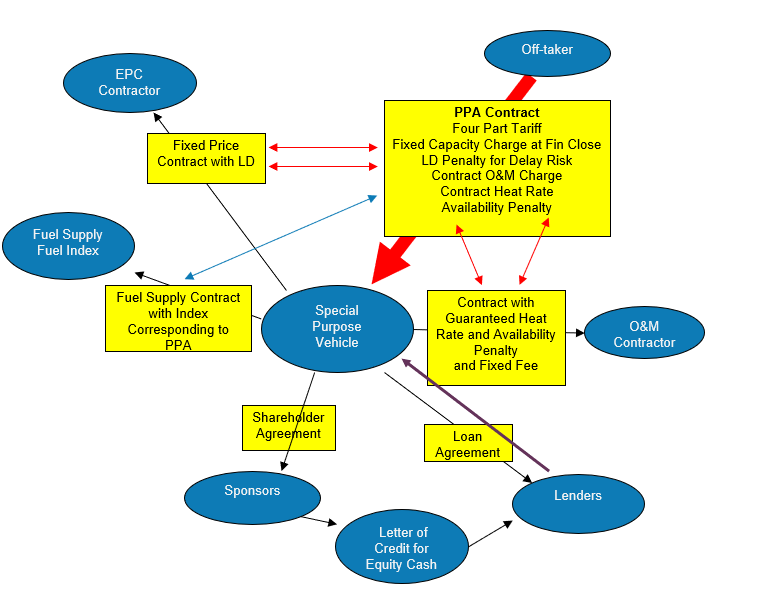 Off-taker
EPC
Contractor
PPA Contract
Four Part Tariff
Fixed Capacity Charge at Fin Close
LD Penalty for Delay Risk
Contract O&M Charge
Contract Heat Rate
Availability Penalty
Fixed Price
Contract with LD
Fuel Supply
Fuel Index
Fuel Supply Contract
with Index
Corresponding to
PPA
Special
Purpose
Vehicle
Contract with
Guaranteed Heat
Rate and Availability
Penalty
and Fixed Fee
O&M
Contractor
Shareholder
Agreement
Loan
Agreement
Sponsors
Lenders
Letter of
Credit for
Equity Cash